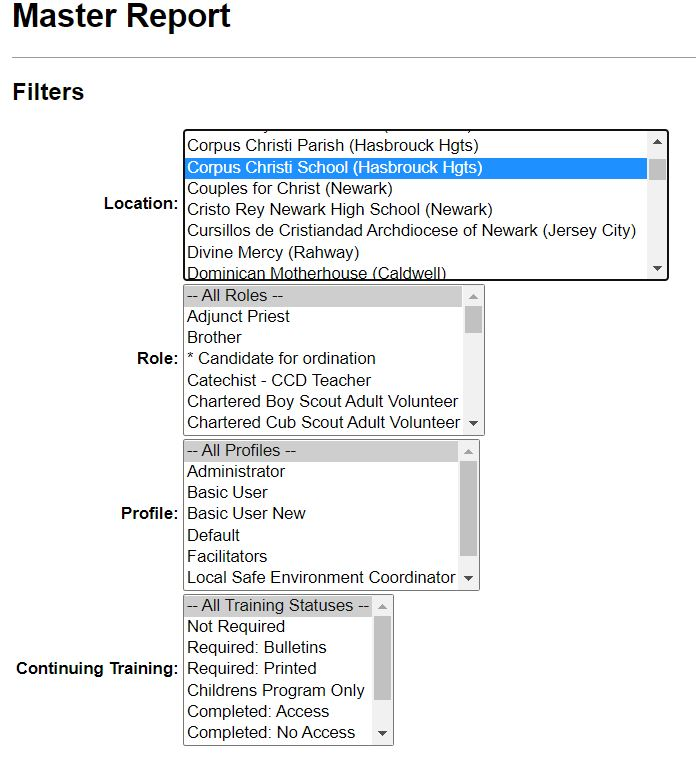 Master Report
Filters
Location:
Corpus Christi Parish (Hasbrouck Hgts)
Corpus Christi School (Hasbrouck Hgts)
Couples for Christ (Newark)
Cristo Rey Newark High School (Newark)
Cursillos de Cristiandad Archdiocese of Newark (Jersey City)
Divine Mercy (Rahway)
Dominican Motherhouse (Caldwell)
Role:
-- All Roles --
Adjunct Priest
Brother
* Candidate for ordination
Catechist - CCD Teacher
Chartered Boy Scout Adult Volunteer
Chartered Cub Scout Adult Volunteer
Profile:
-- All Profiles --
Administrator
Basic User
Basic User New
Default
Facilitators
Local Safe Environment Coordinator
Continuing Training:
-- All Training Statuses --
Not Required
Required: Bulletins
Required: Printed
Childrens Program Only
Completed: Access
Completed: No Access